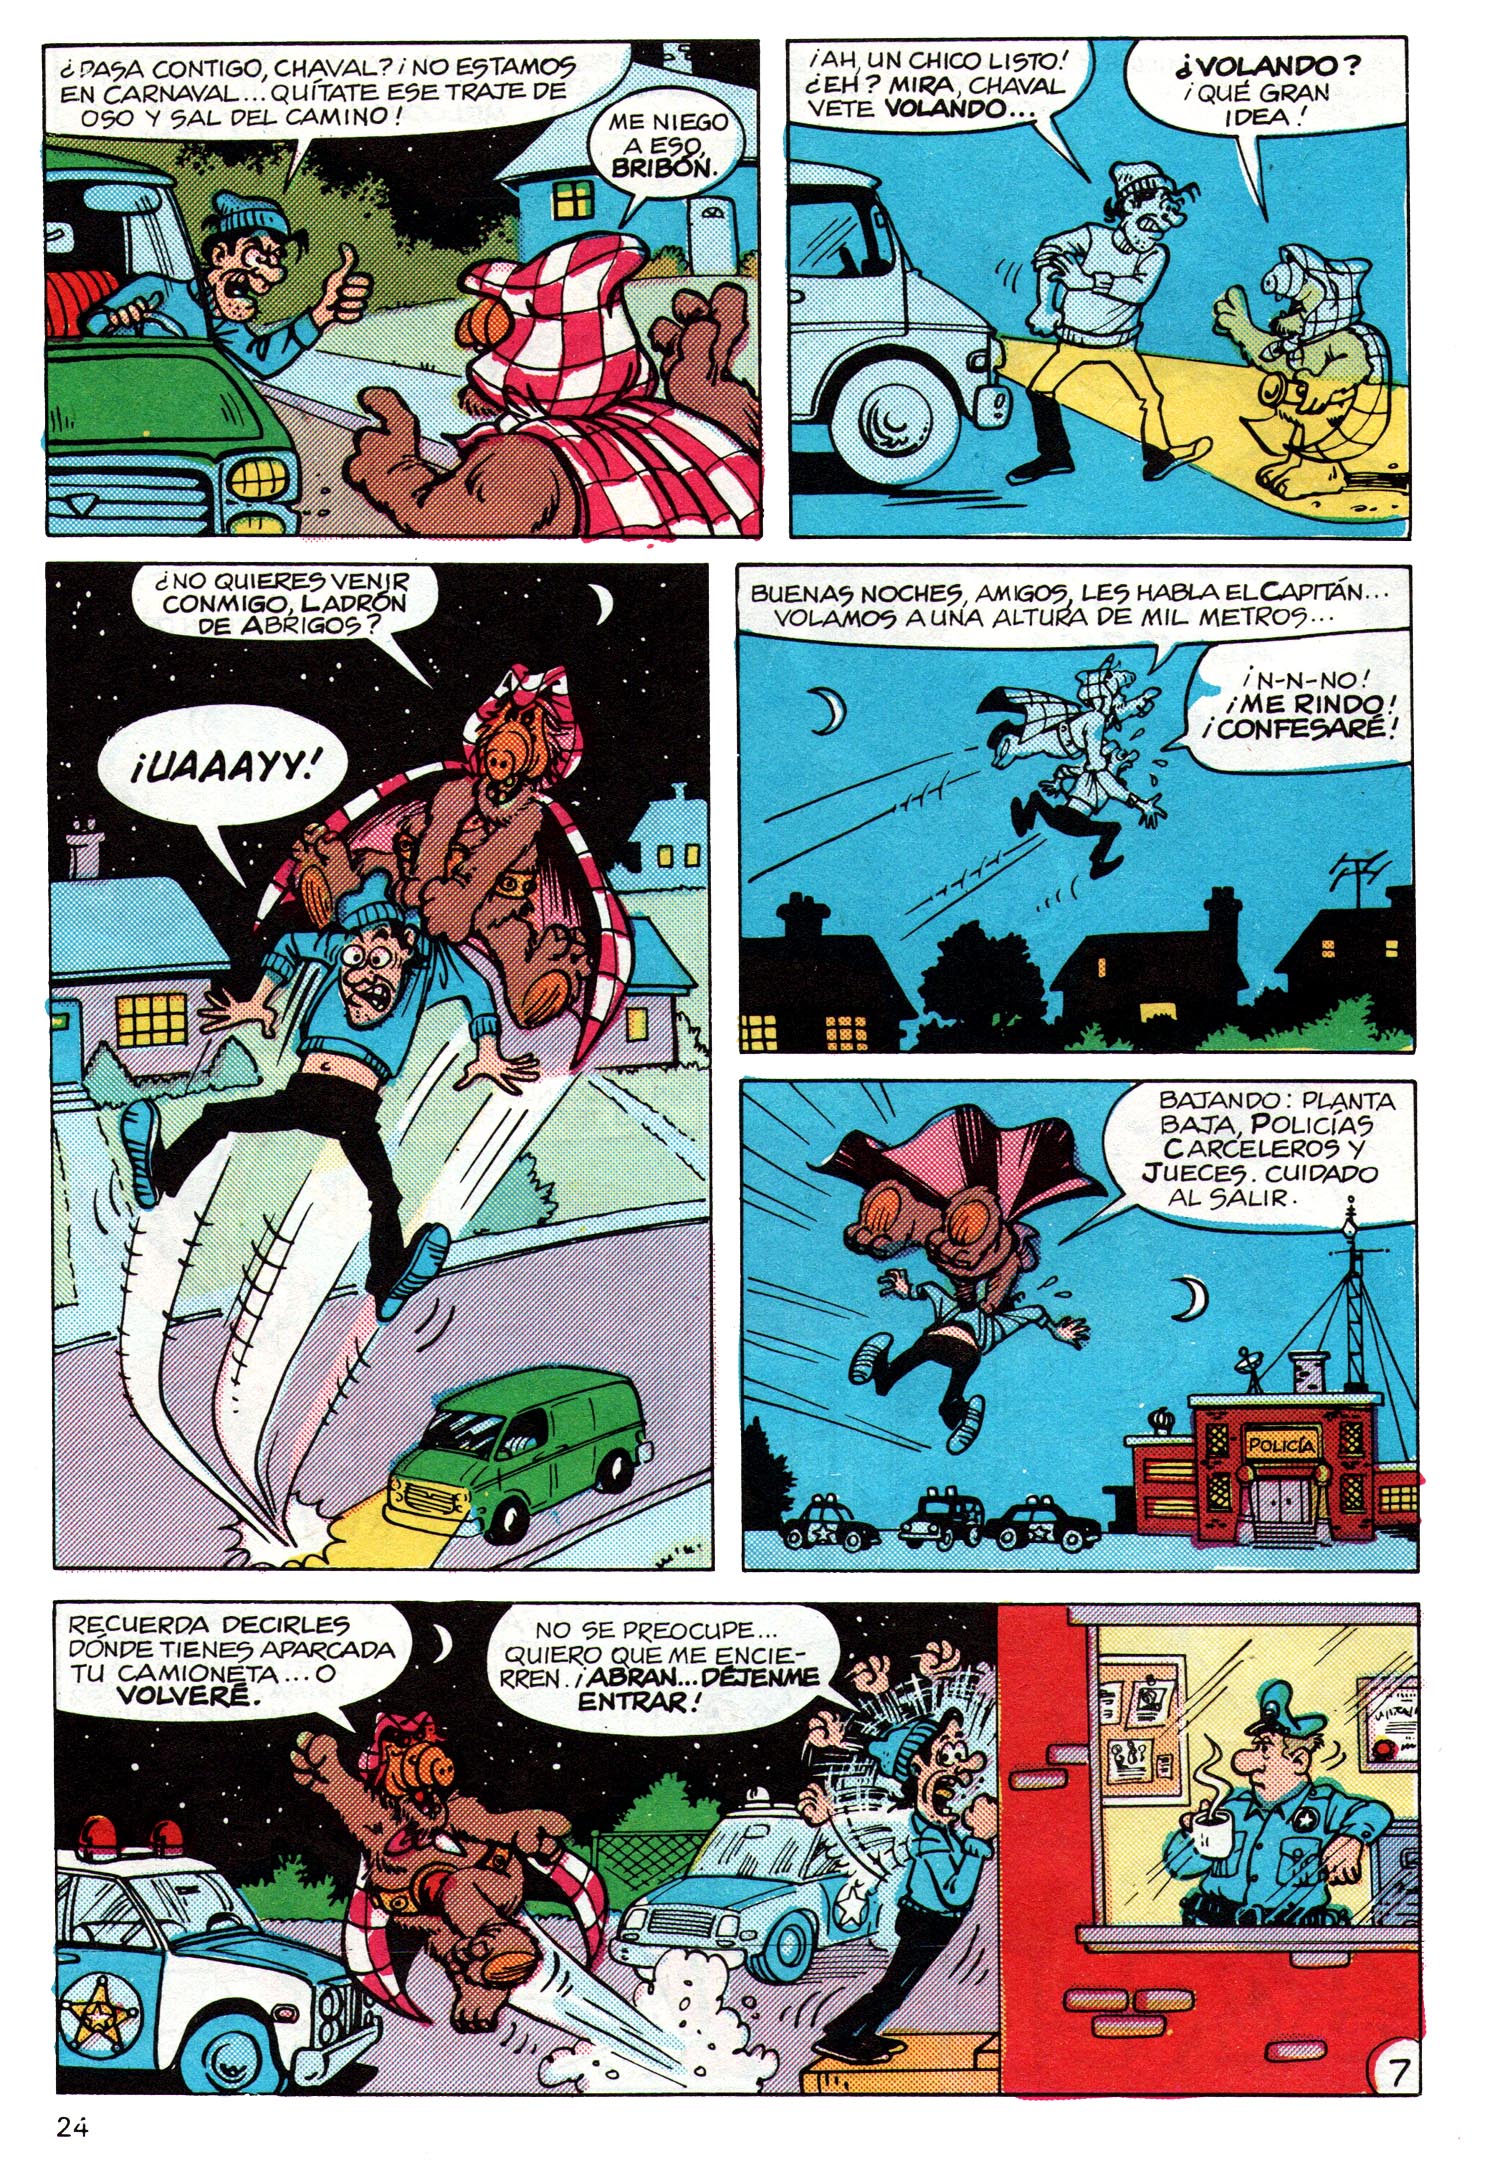 ¿PASA CONTIGO, CHAVAL? ¡NO ESTAMOS
EN CARNAVAL... QUÍTATE ESE TRAJE DE
OSO Y SAL DEL CAMINO!
ME NIEGO
A ESO,
BRIBÓN.
¡AH, UN CHICO LISTO!
¿EH? MIRA, CHAVAL
VETE VOLANDO...
¿VOLANDO?
¡QUÉ GRAN
IDEA!
¿NO QUIERES VENIR
CONMIGO, LADRÓN
DE ABRIGOS?
¡UAAAYY!
BUENAS NOCHES, AMIGOS, LES HABLA EL CAPITÁN...
VOLAMOS A UNA ALTURA DE MIL METROS...
¡N-N-NO!
¡ME RINDO!
¡CONFESARÉ!
BAJANDO: PLANTA
BAJA, POLICÍAS
CARCELEROS Y
JUECES. CUIDADO
AL SALIR.
POLICÍA
RECUERDA DECIRLES
DÓNDE TIENES APARCADA
TU CAMIONETA... O
VOLVERÉ.
NO SE PREOCUPE...
QUIERO QUE ME ENCIE-
RREN. ¡ABRAN... DÉJENME
ENTRAR!
7
24